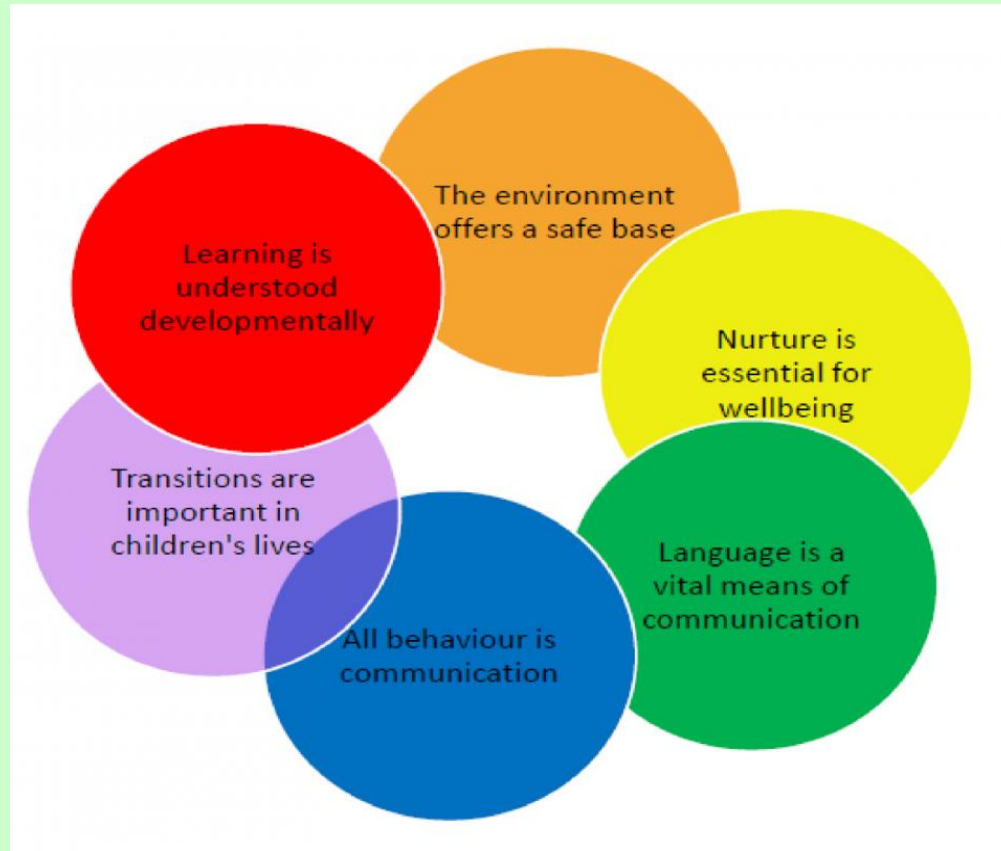 The environment
offers a safe base
Learning is
understood
developmentally
Nurture is
essential for
wellbeing
Transitions are
important in
children's lives
Language is a
vital means of
communication
All behaviour is
communication